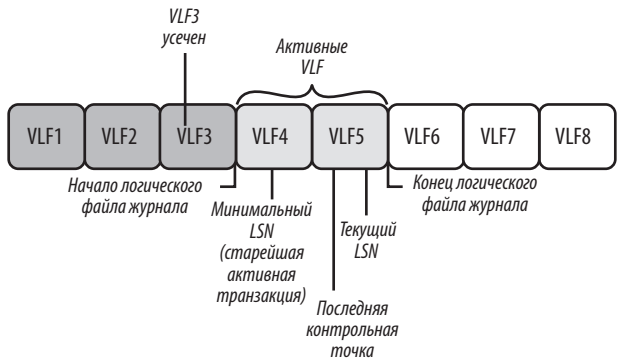 VLF3
усечен
Активные
VLF
VLF1 VLF2 VLF3 VLF4 VLF5 VLF6 VLF7 VLF8
Начало логического
файла журнала
Минимальный
LSN
(старейшая
активная
транзакция)
Последняя
контрольная
точка
Текущий
LSN
Конец логического
файла журнала